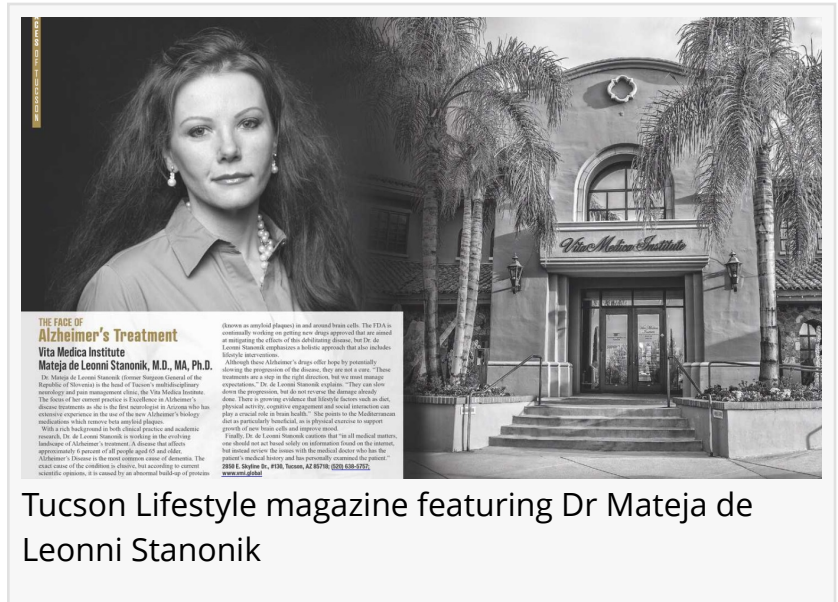 ACES OF TUCSON
Vita Medica Institute
THE FACE OF
Alzheimer's Treatment
Vita Medica Institute
Mateja de Leonni Stanonik, M.D., MA, Ph.D.
Dr. Mateja de Leonni Stanonik (former Surgeon General of the
Republic of Slovenia) is the head of Tucson's multidisciplinary
neurology and pain management clinic, the Vita Medica Institute.
The focus of her current practice is Excellence in Alzheimer's
disease treatments as she is the first neurologist in Arizona who has
extensive experience in the use of the new Alzheimer's biology
medications which remove beta amyloid plaques.
With a rich background in both clinical practice and academic
research, Dr. de Leonni Stanonik is working in the evolving
landscape of Alzheimer's treatment. A disease that affects
approximately 6 percent of all people aged 65 and older.
Alzheimer's Disease is the most common cause of dementia. The
exact cause of the condition is elusive, but according to current
scientific opinions, it is caused by an abnormal build-up of proteins
(known as amyloid plaques) in and around brain cells. The FDA is
continually working on getting new drugs approved that are aimed
at mitigating the effects of this debilitating disease, but Dr. de
Leonni Stanonik emphasizes a holistic approach that also includes
lifestyle interventions.
Although these Alzheimer's drugs offer hope by potentially
slowing the progression of the disease, they are not a cure. "These
treatments are a step in the right direction, but we must manage
expectations," Dr. de Leonni Stanonik explains. "They can slow
down the progression, but do not reverse the damage already
done. There is growing evidence that lifestyle factors such as diet,
physical activity, cognitive engagement and social interaction can
play a crucial role in brain health." She points to the Mediterranean
diet as particularly beneficial, as is physical exercise to support
growth of new brain cells and improve mood.
Finally, Dr. de Leonni Stanonik cautions that "in all medical matters,
one should not act based solely on information found on the internet,
but instead review the issues with the medical doctor who has the
patient's medical history and has personally examined the patient."
2850 E. Skyline Dr., #130, Tucson, AZ 85718; (520) 638-5757;
www.vmi.global
Tucson Lifestyle magazine featuring Dr Mateja de
Leonni Stanonik